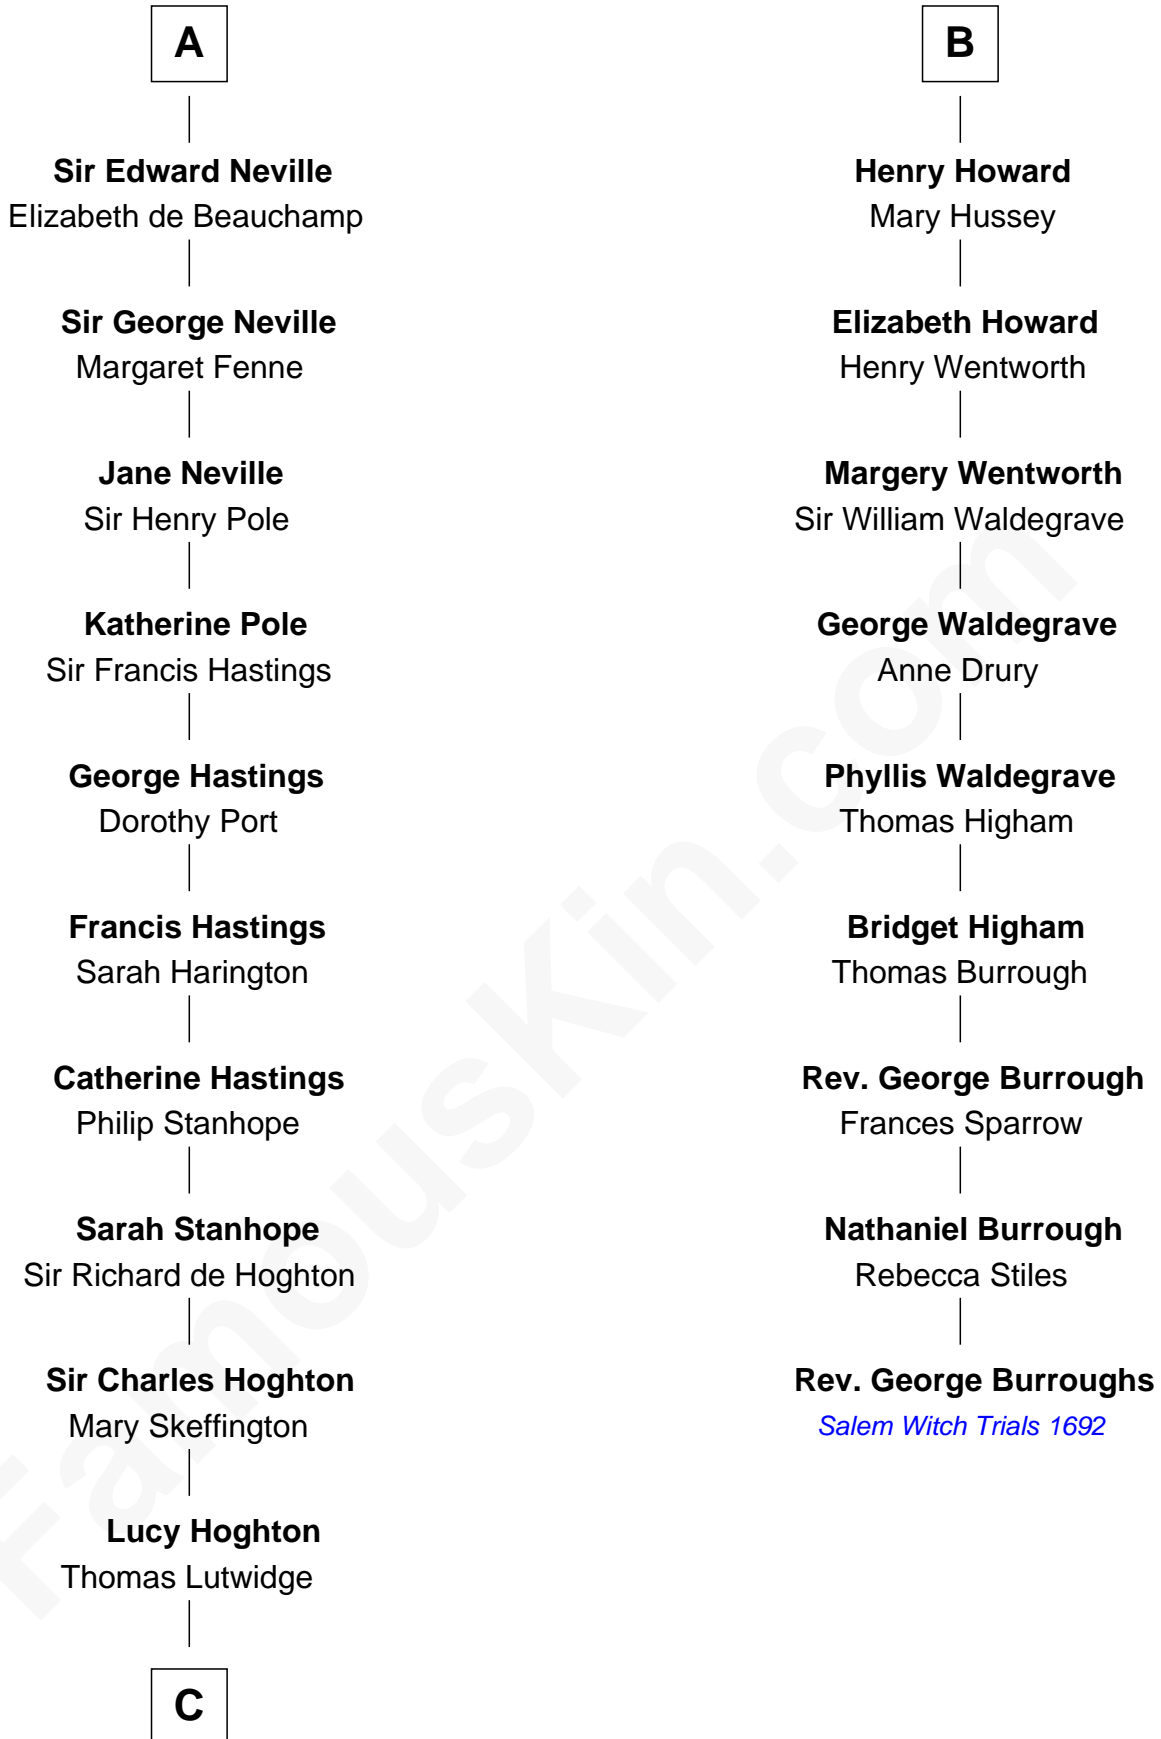 A
Sir Edward Neville
Elizabeth de Beauchamp
Sir George Neville
Margaret Fenne
Jane Neville
Sir Henry Pole
Katherine Pole
Sir Francis Hastings
George Hastings
Dorothy Port
Francis Hastings
Sarah Harington
Catherine Hastings
Philip Stanhope
Sarah Stanhope
Sir Richard de Hoghton
Sir Charles Hoghton
Mary Skeffington
Lucy Hoghton
Thomas Lutwidge
C
B
Henry Howard
Mary Hussey
Elizabeth Howard
Henry Wentworth
Margery Wentworth
Sir William Waldegrave
George Waldegrave
Anne Drury
Phyllis Waldegrave
Thomas Higham
Bridget Higham
Thomas Burrough
Rev. George Burrough
Frances Sparrow
Nathaniel Burrough
Rebecca Stiles
Rev. George Burroughs
Salem Witch Trials 1692
FamousKin.com